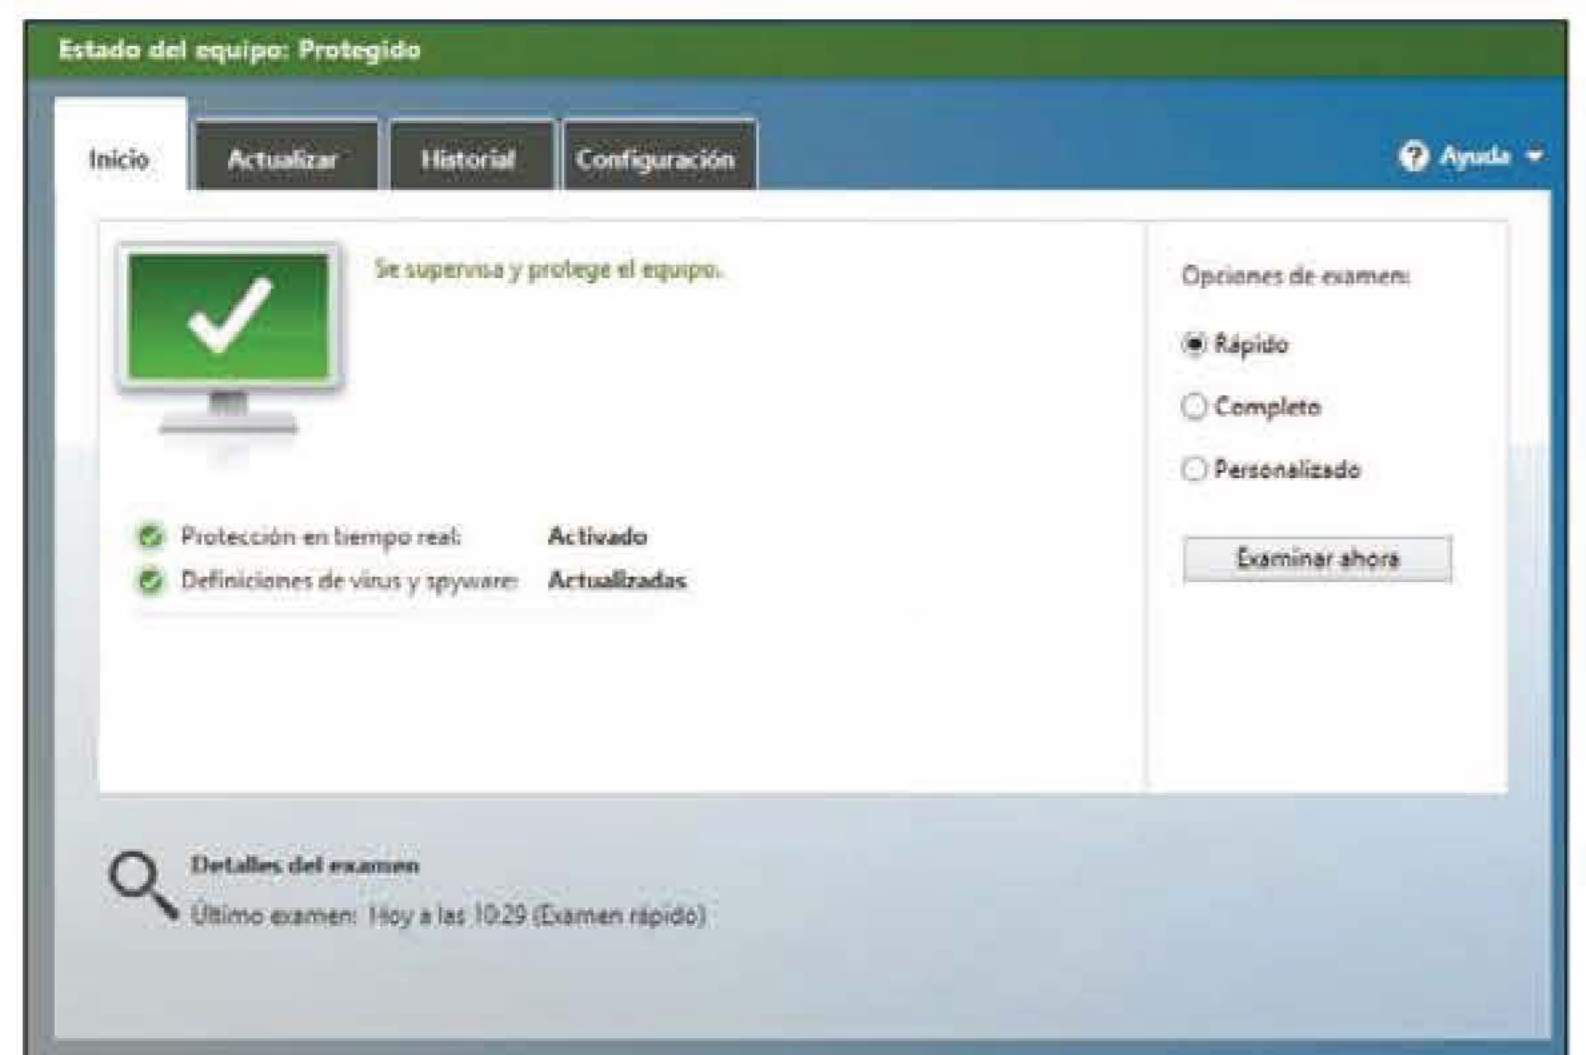 Estado del equipo: Protegido
Inicio
Actualizar
Historial
Configuración
Ayuda
Se supervisa y protege el equipo.
Opciones de examen:
Rápido
Completo
Personalizado
Protección en tiempo real: Activado
Definiciones de virus y spyware: Actualizadas
Examinar ahora
Detalles del examen
Último examen: Hoy a las 10:29 (Examen rápido)